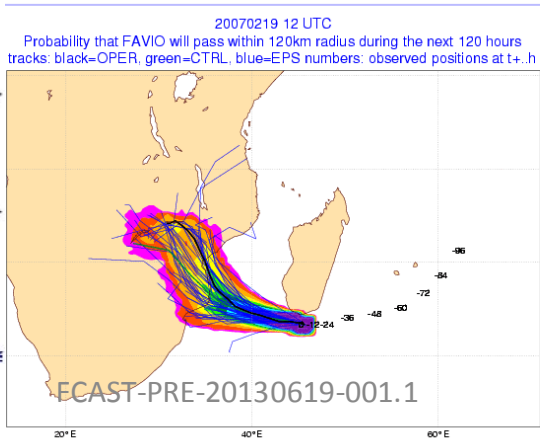 20070219 12 UTC
Probability that FAVIO will pass within 120km radius during the next 120 hours
tracks: black=OPER, green=CTRL, blue=EPS numbers: observed positions at t+..h
-96
-84
-72
-60
-48
-36
0-12-24
FCAST-PRE-20130619-001.1
20°E 40°E 60°E